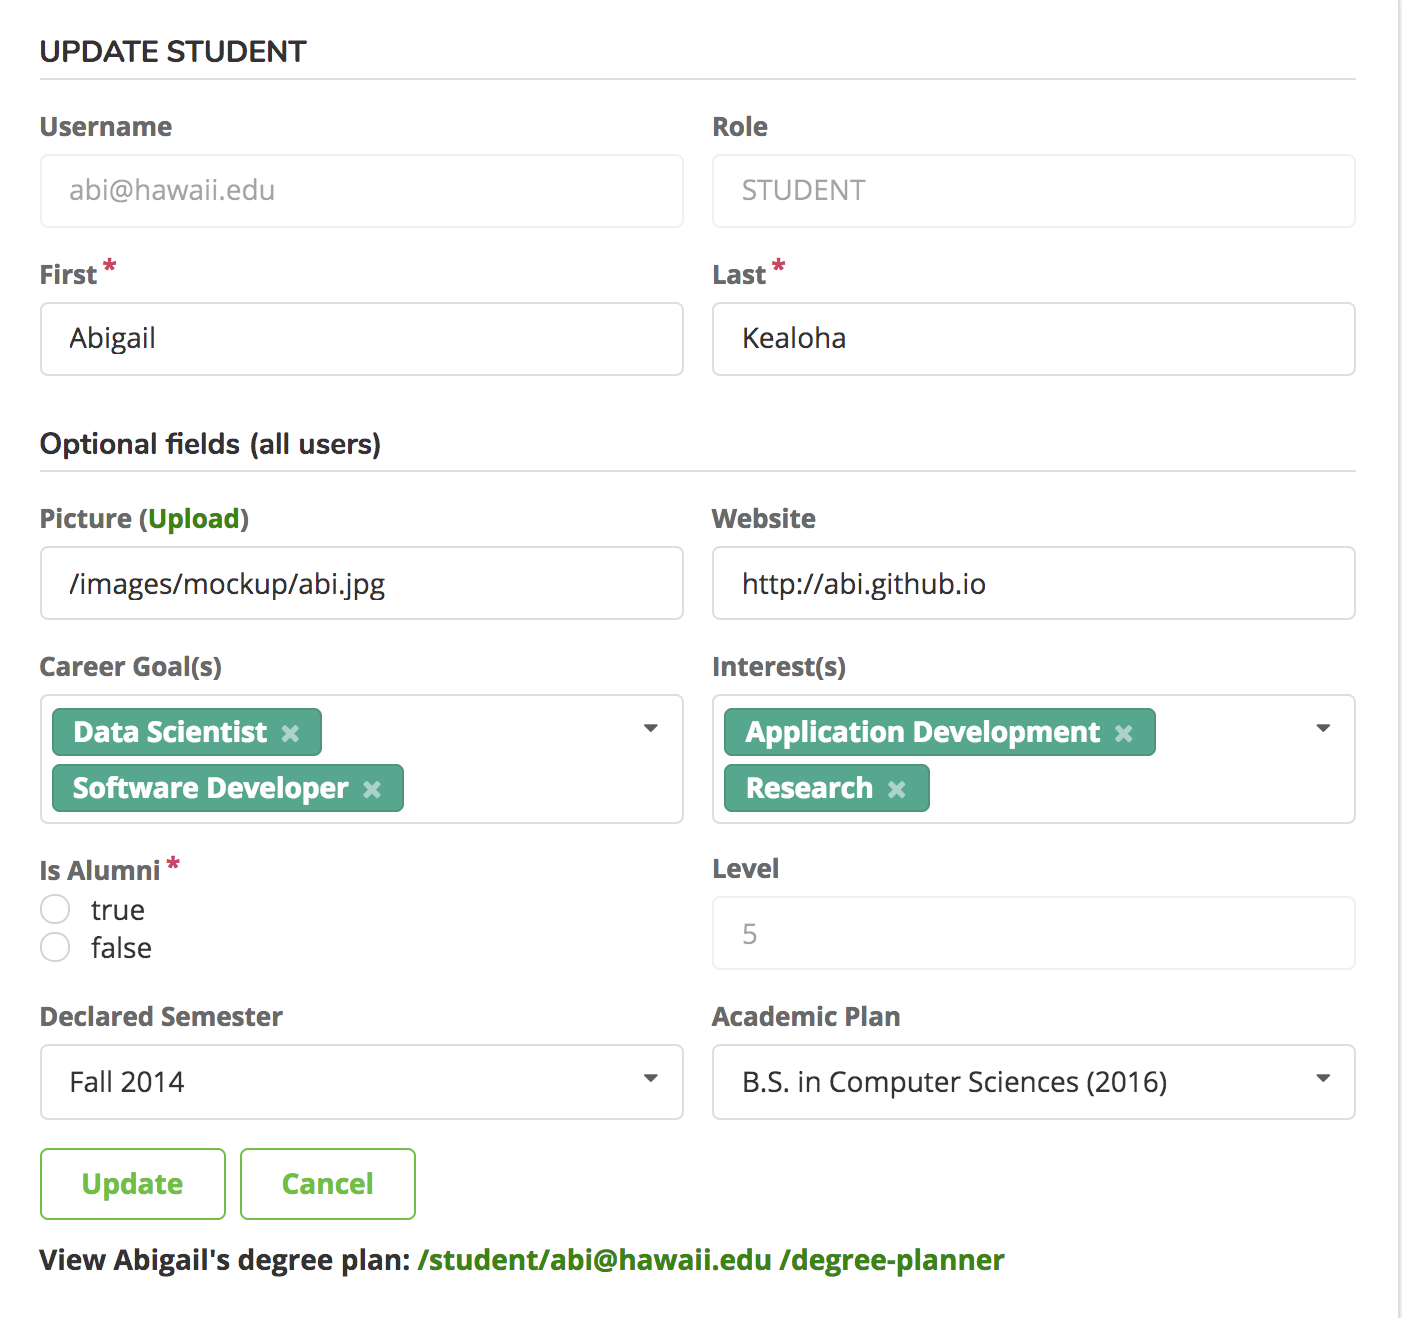 UPDATE STUDENT
Username
Role
abi@hawaii.edu
STUDENT
First *
Last *
Abigail
Kealoha
Optional fields (all users)
Picture (Upload)
Website
/images/mockup/abi.jpg
http://abi.github.io
Career Goal(s)
Interest(s)
Data Scientist ×
Application Development ×
Software Developer ×
Research ×
Is Alumni *
Level
true
5
false
Declared Semester
Academic Plan
Fall 2014
B.S. in Computer Sciences (2016)
Update
Cancel
View Abigail's degree plan: /student/abi@hawaii.edu /degree-planner